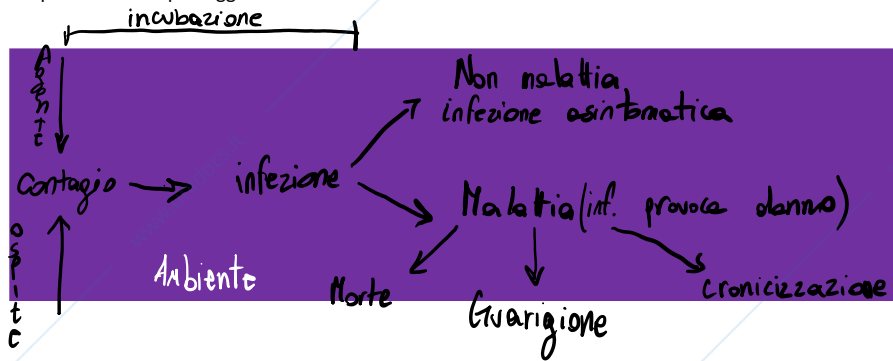 incubazione
Agente
Non malattia
infezione asintomatica
Contagio
infezione
Malattia (inf. provoca danno)
ospite
Ambiente
Morte
Guarigione
cronicizzazione